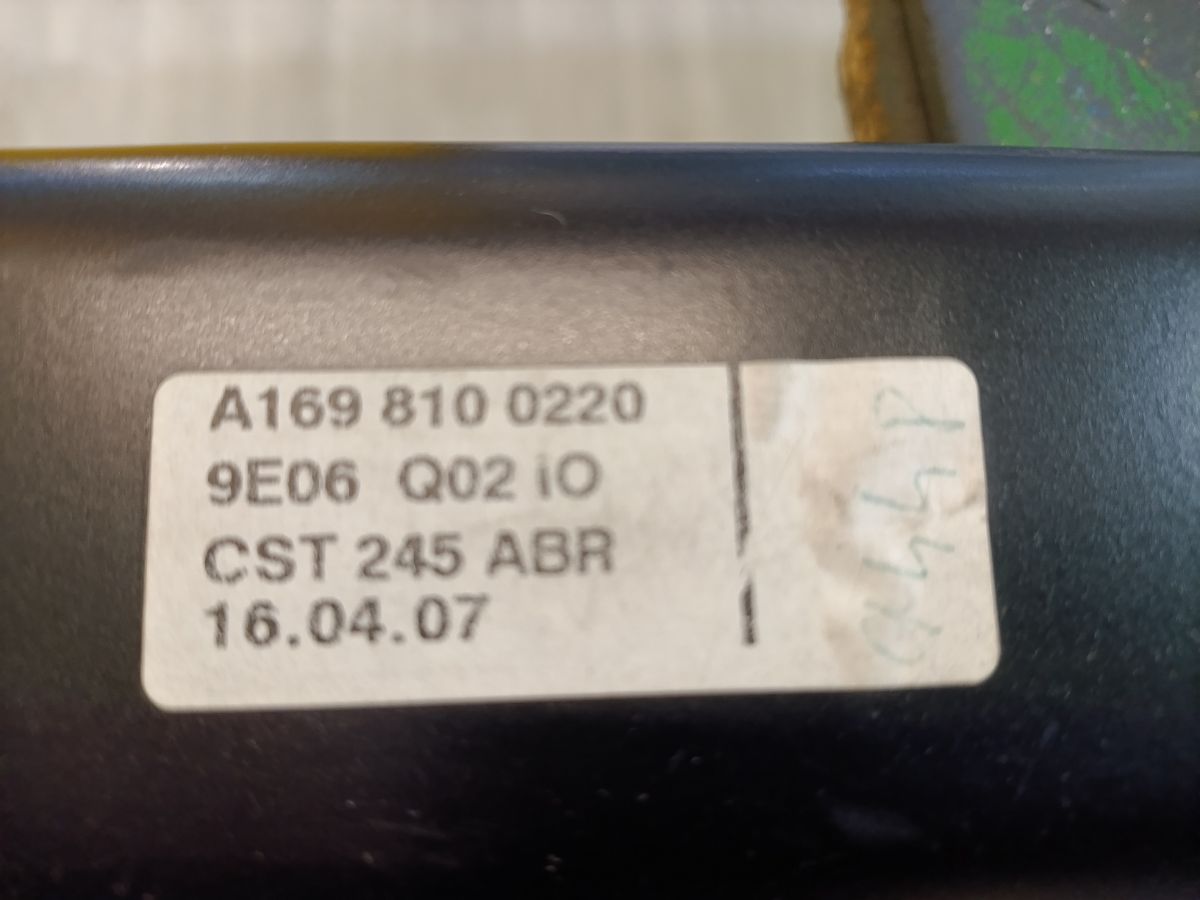 A169 810 0220
9E06 Q02 iO
CST 245 ABR
16.04.07